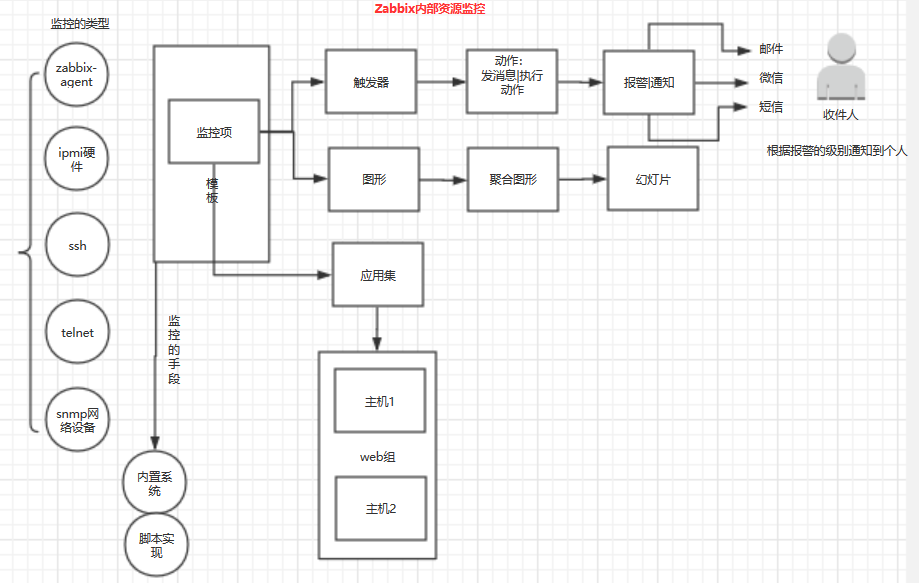 Zabbix内部资源监控
监控的类型
zabbix-
agent
ipmi硬
件
ssh
telnet
snmp网
络设备
监控项
模
板
监
控
的
手
段
内置系
统
脚本实
现
触发器
动作：
发消息|执行
动作
报警|通知
邮件
微信
短信
收件人
根据报警的级别通知到个人
图形
聚合图形
幻灯片
应用集
主机1
web组
主机2